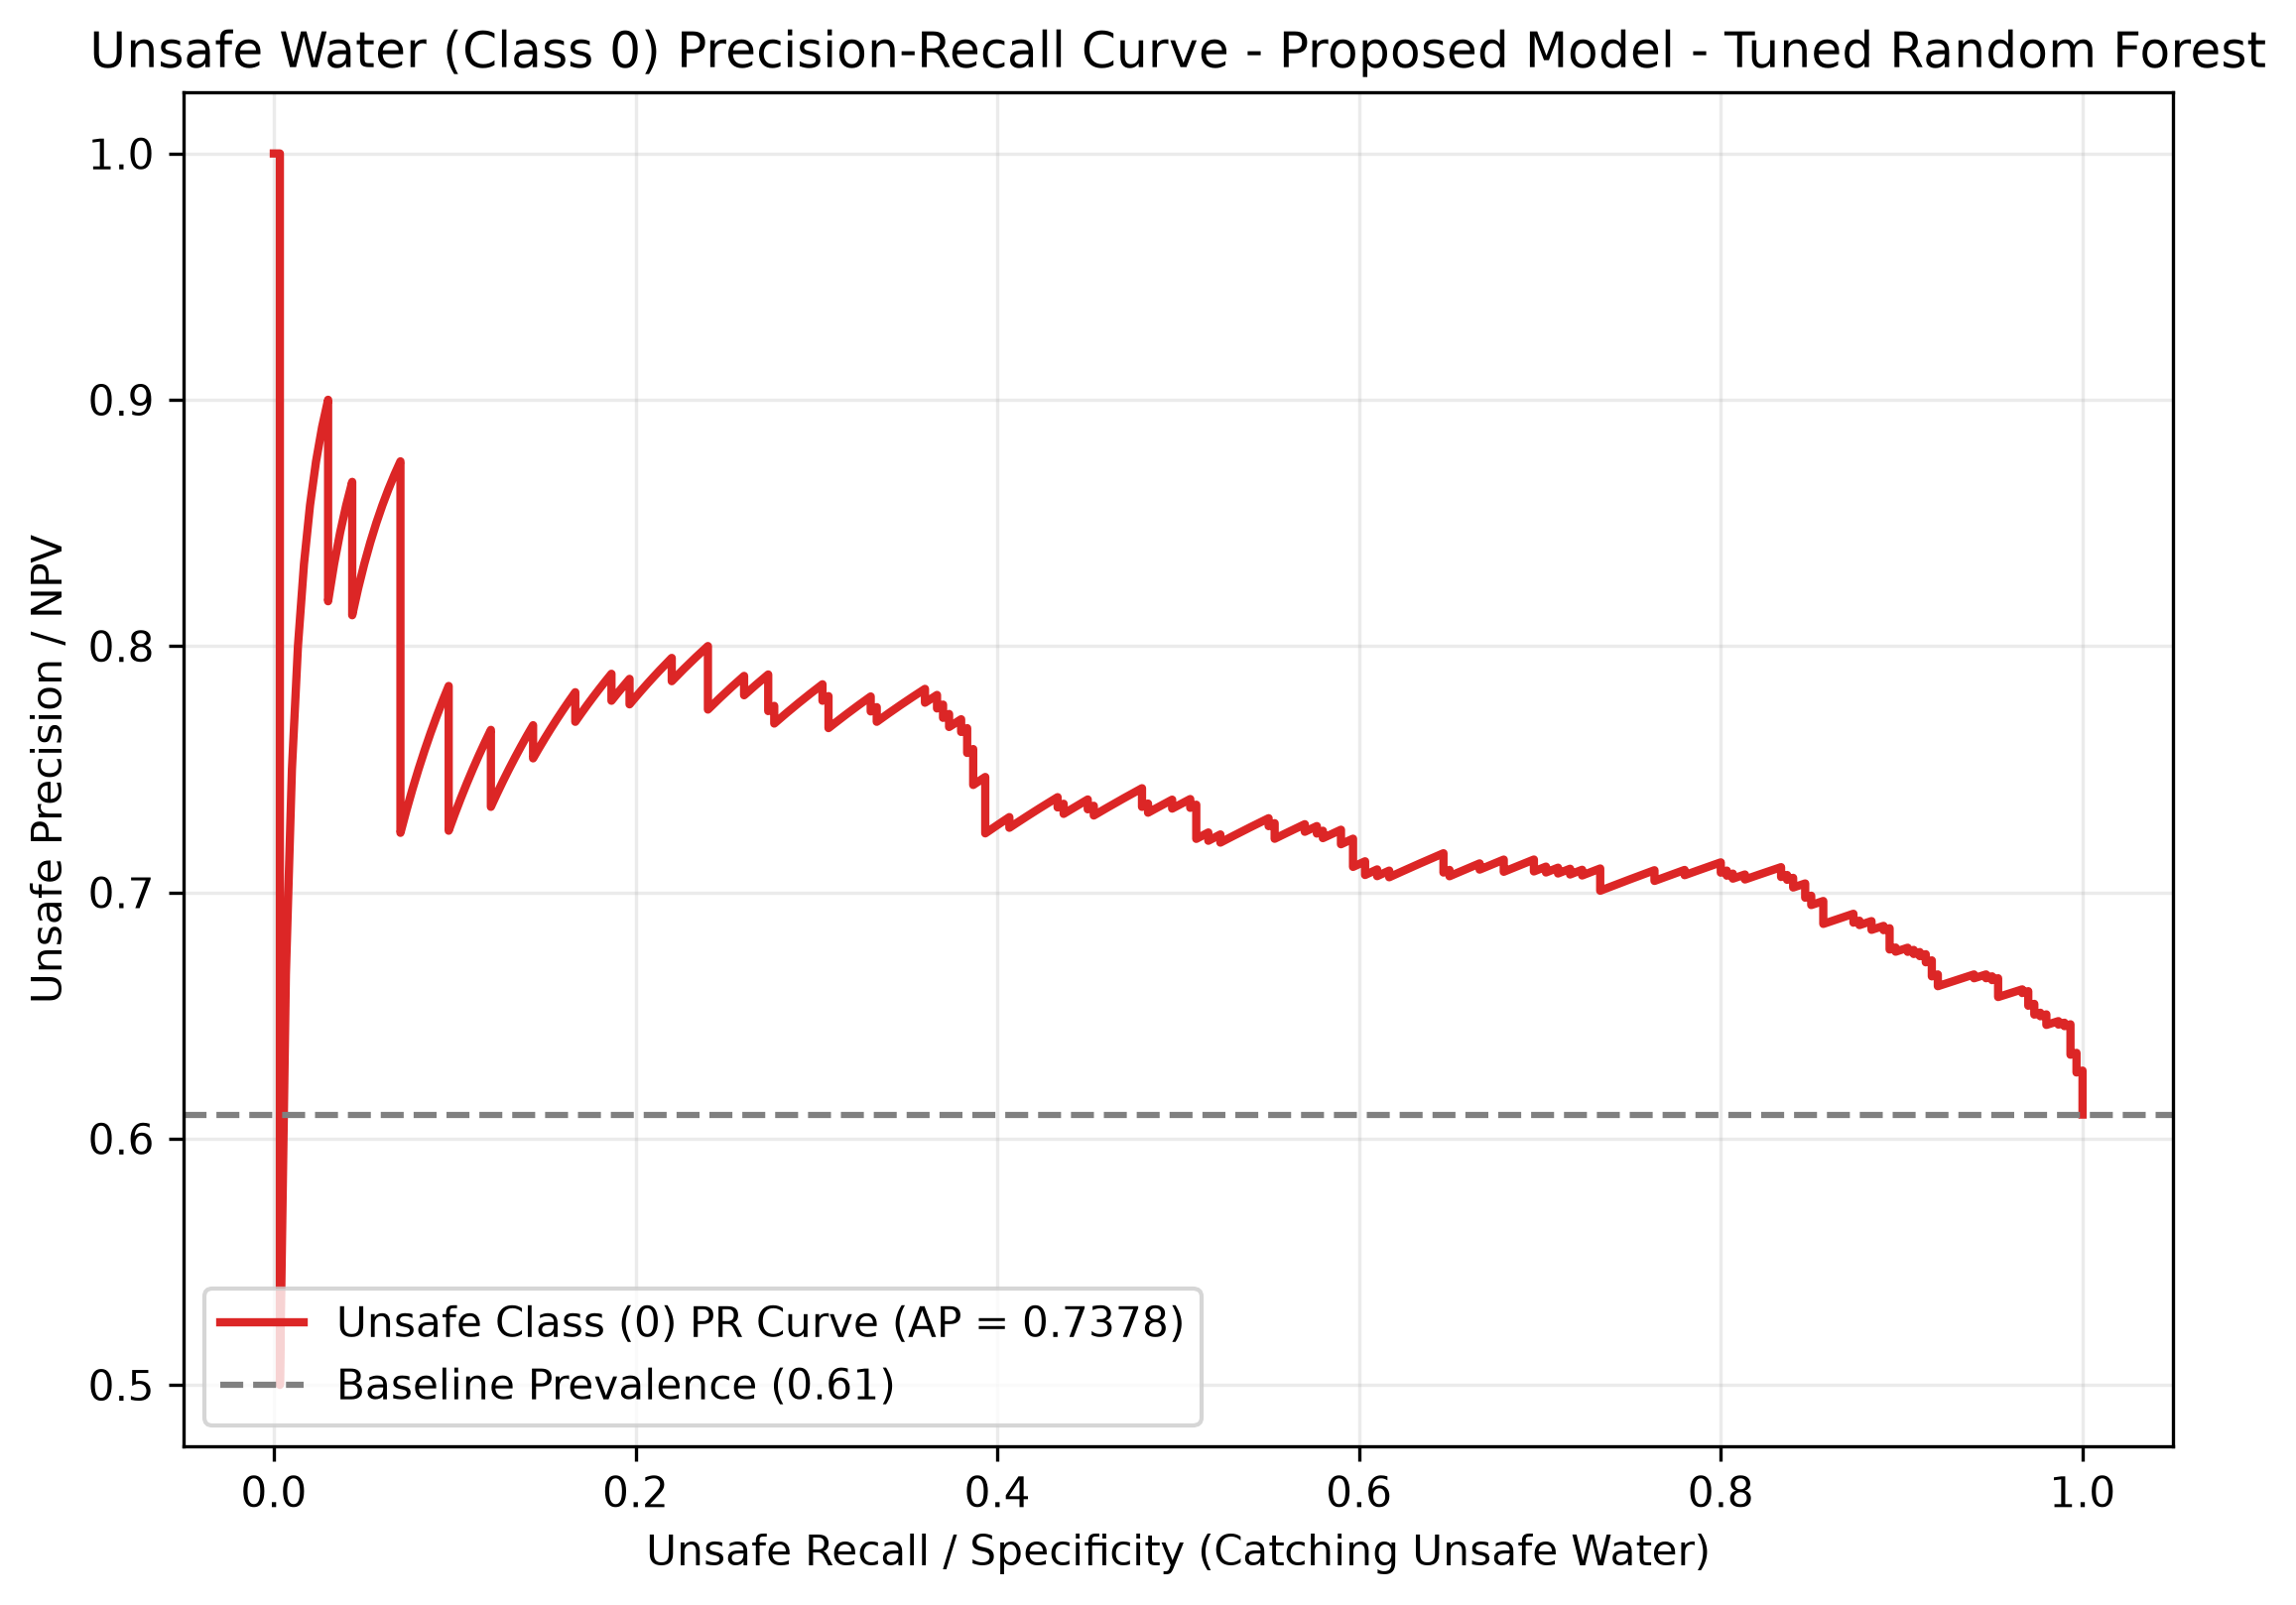 Unsafe Water (Class 0) Precision-Recall Curve - Proposed Model - Tuned Random Forest
Unsafe Precision / NPV
1.0
0.9
0.8
0.7
0.6
0.5
Unsafe Class (0) PR Curve (AP = 0.7378)
Baseline Prevalence (0.61)
0.0 0.2 0.4 0.6 0.8 1.0
Unsafe Recall / Specificity (Catching Unsafe Water)